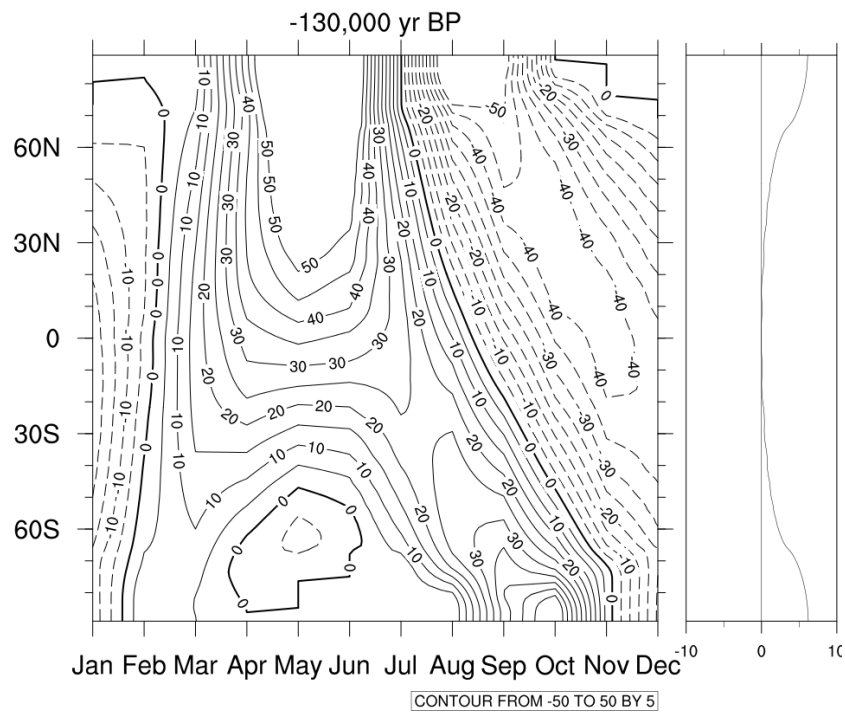 -130,000 yr BP
60N
30N
0
30S
60S
Jan Feb Mar Apr May Jun Jul Aug Sep Oct Nov Dec
-10 0 10
CONTOUR FROM -50 TO 50 BY 5